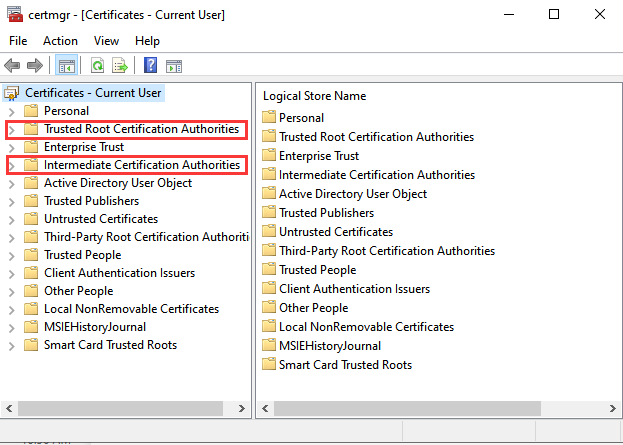 certmgr - [Certificates - Current User]
File Action View Help
Certificates - Current User
Personal
Trusted Root Certification Authorities
Enterprise Trust
Intermediate Certification Authorities
Active Directory User Object
Trusted Publishers
Untrusted Certificates
Third-Party Root Certification Authoriti
Trusted People
Client Authentication Issuers
Other People
Local NonRemovable Certificates
MSIEHistoryJournal
Smart Card Trusted Roots
Logical Store Name
Personal
Trusted Root Certification Authorities
Enterprise Trust
Intermediate Certification Authorities
Active Directory User Object
Trusted Publishers
Untrusted Certificates
Third-Party Root Certification Authorities
Trusted People
Client Authentication Issuers
Other People
Local NonRemovable Certificates
MSIEHistoryJournal
Smart Card Trusted Roots